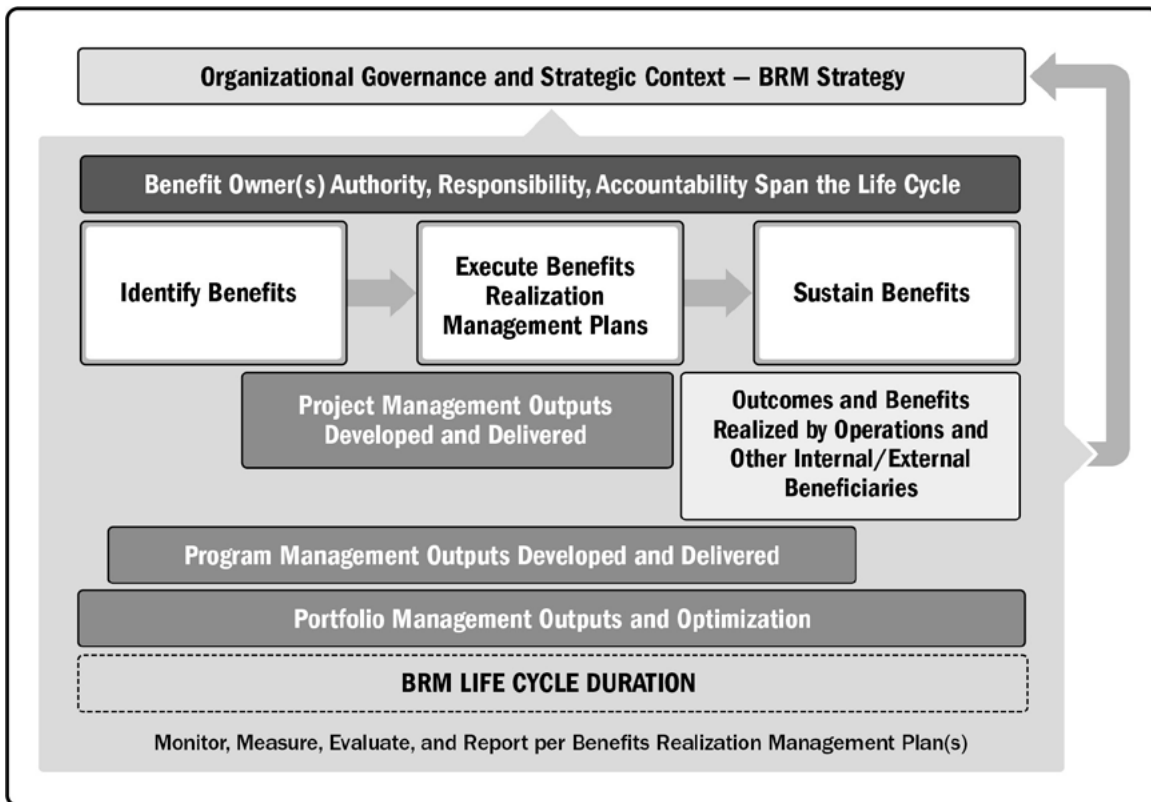 Organizational Governance and Strategic Context — BRM Strategy
Benefit Owner(s) Authority, Responsibility, Accountability Span the Life Cycle
Identify Benefits
Execute Benefits
Realization
Management Plans
Sustain Benefits
Project Management Outputs
Developed and Delivered
Outcomes and Benefits
Realized by Operations and
Other Internal/External
Beneficiaries
Program Management Outputs Developed and Delivered
Portfolio Management Outputs and Optimization
BRM LIFE CYCLE DURATION
Monitor, Measure, Evaluate, and Report per Benefits Realization Management Plan(s)